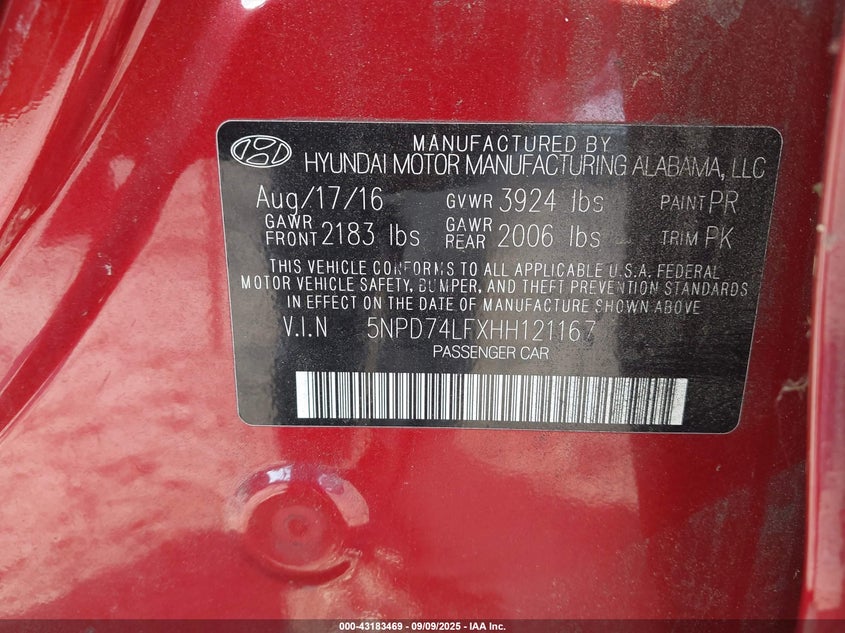 MANUFACTURED BY
HYUNDAI MOTOR MANUFACTURING ALABAMA, LLC
Aug/17/16 GVWR 3924 lbs PAINT PR
GAWR FRONT 2183 lbs GAWR REAR 2006 lbs TRIM PK
THIS VEHICLE CONFORMS TO ALL APPLICABLE U.S.A. FEDERAL
MOTOR VEHICLE SAFETY, BUMPER, AND THEFT PREVENTION STANDARDS
IN EFFECT ON THE DATE OF MANUFACTURE SHOWN ABOVE
V.I.N 5NPD74LFXHH121167
PASSENGER CAR
000-43183469 - 09/09/2025 - IAA Inc.